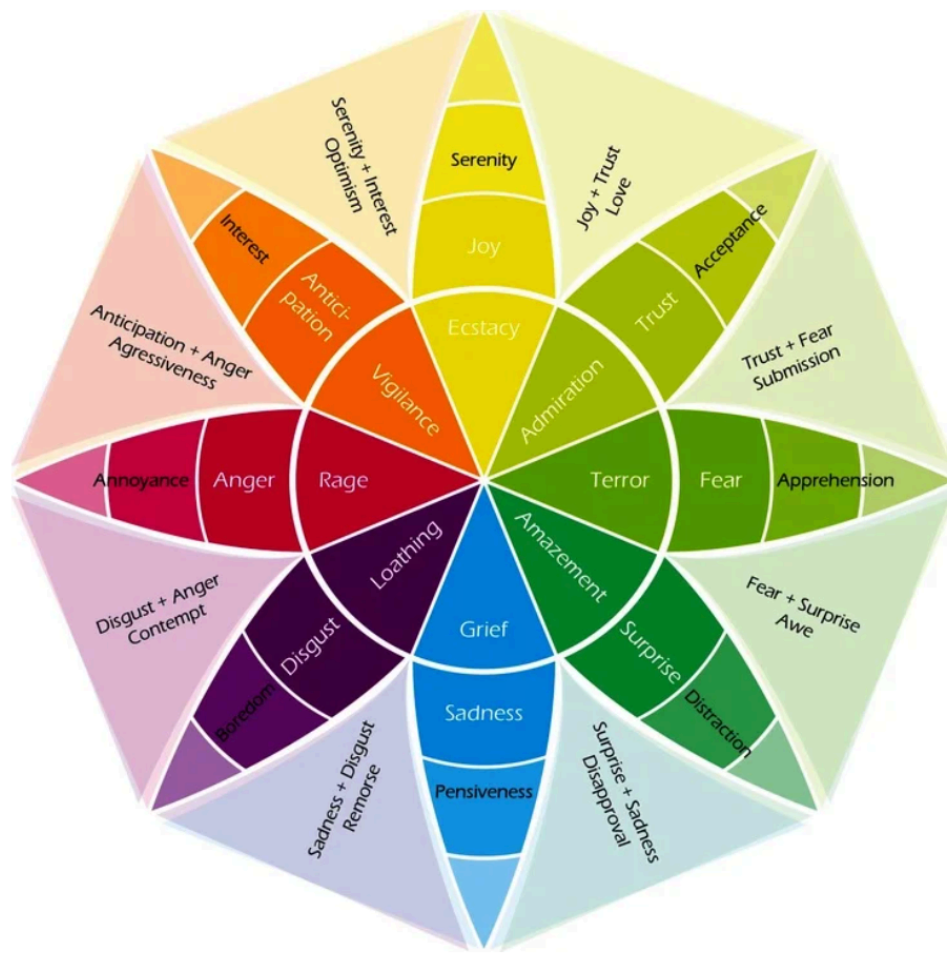 Serenity + Interest
Optimism
Serenity
Joy
Ecstacy
Joy + Trust
Love
Acceptance
Trust
Admiration
Trust + Fear
Submission
Terror
Fear
Apprehension
Fear + Surprise
Awe
Amazement
Surprise
Distraction
Surprise + Sadness
Disapproval
Grief
Sadness
Pensiveness
Sadness + Disgust
Remorse
Loathing
Disgust
Boredom
Disgust + Anger
Contempt
Annoyance
Anger
Rage
Anticipation + Anger
Agressiveness
Interest
Antici-
pation
Vigilance